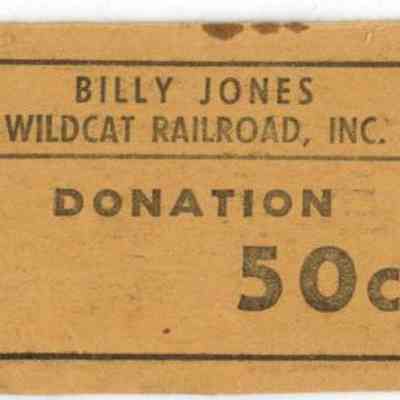 BILLY JONES
WILDCAT RAILROAD, INC.
DONATION
50c